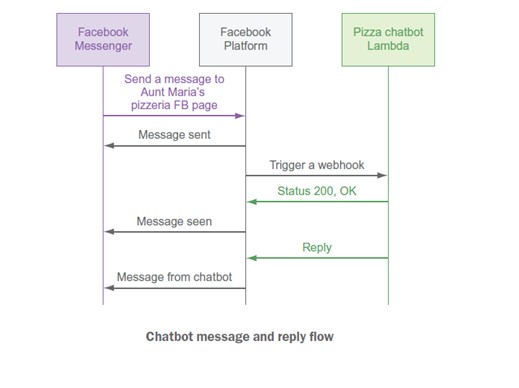 Facebook
Messenger
Facebook
Platform
Pizza chatbot
Lambda
Send a message to
Aunt Maria's
pizzeria FB page
Message sent
Trigger a webhook
Status 200, OK
Message seen
Reply
Message from chatbot
Chatbot message and reply flow